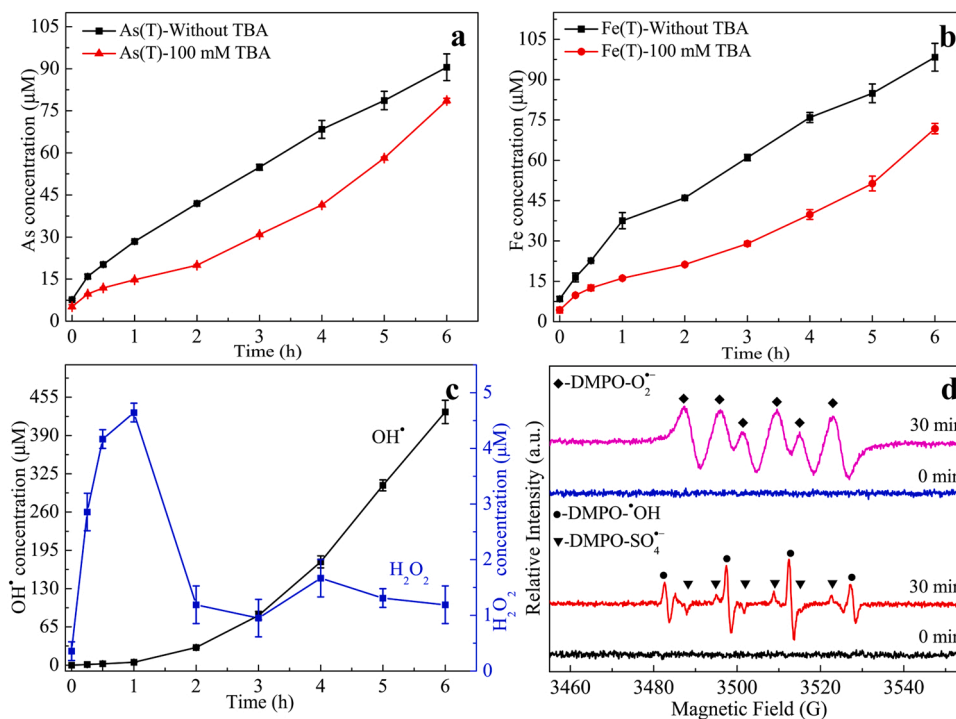 As(T)-Without TBA
As(T)-100 mM TBA
a
105
90
75
60
45
30
15
0
As concentration (μM)
0 1 2 3 4 5 6
Time (h)
Fe(T)-Without TBA
Fe(T)-100 mM TBA
b
105
90
75
60
45
30
15
0
Fe concentration (μM)
0 1 2 3 4 5 6
Time (h)
c
455
390
325
260
195
130
65
0
OH• concentration (μM)
OH•
H₂O₂
5
4
3
2
1
0
H₂O₂ concentration (μM)
0 1 2 3 4 5 6
Time (h)
◆-DMPO-O₂•⁻
d
30 min
0 min
●-DMPO-•OH
▼-DMPO-SO₄•⁻
30 min
0 min
Relative Intensity (a.u.)
3460 3480 3500 3520 3540
Magnetic Field (G)